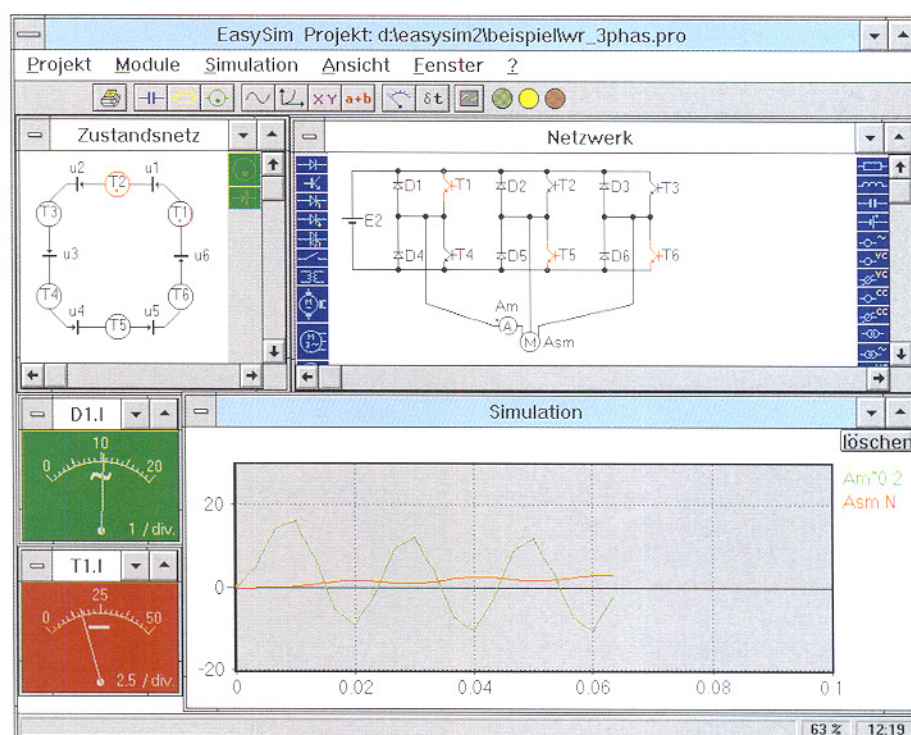 EasySim Projekt: d:\easysim2\beispiel\wr_3phas.pro
Projekt Module Simulation Ansicht Fenster ?
XY a+b δt
Zustandsnetz
u2 u1
T2
T3 T1
u3 u6
T4 T6
u4 T5 u5
Netzwerk
D1 T1 D2 T2 D3 T3
E2
D4 T4 D5 T5 D6 T6
Am
A
M Asm
VC
VC
CC
CC
D1.I
10
0 20
1 / div.
T1.I
25
0 50
2.5 / div.
Simulation
löschen
Am*0.2
Asm.N
20
0
-20
0 0.02 0.04 0.06 0.08 0.1
63 % 12:19